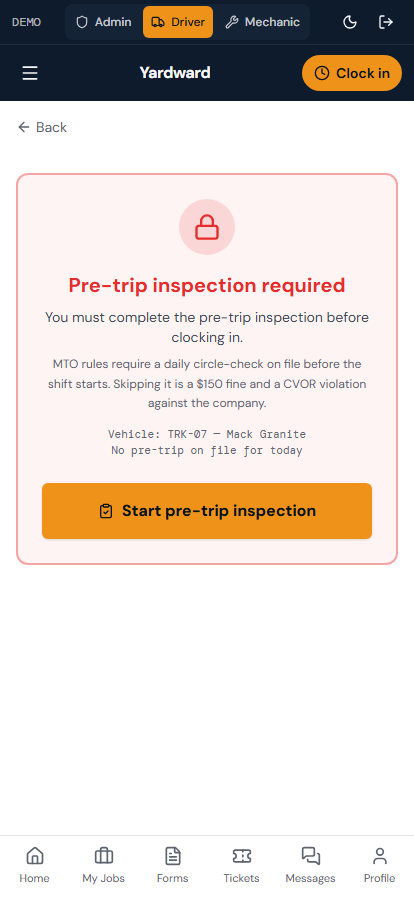 DEMO
Admin
Driver
Mechanic
Yardward
Clock in
Back
Pre-trip inspection required
You must complete the pre-trip inspection before
clocking in.
MTO rules require a daily circle-check on file before the
shift starts. Skipping it is a $150 fine and a CVOR violation
against the company.
Vehicle: TRK-07 — Mack Granite
No pre-trip on file for today
Start pre-trip inspection
Home
My Jobs
Forms
Tickets
Messages
Profile